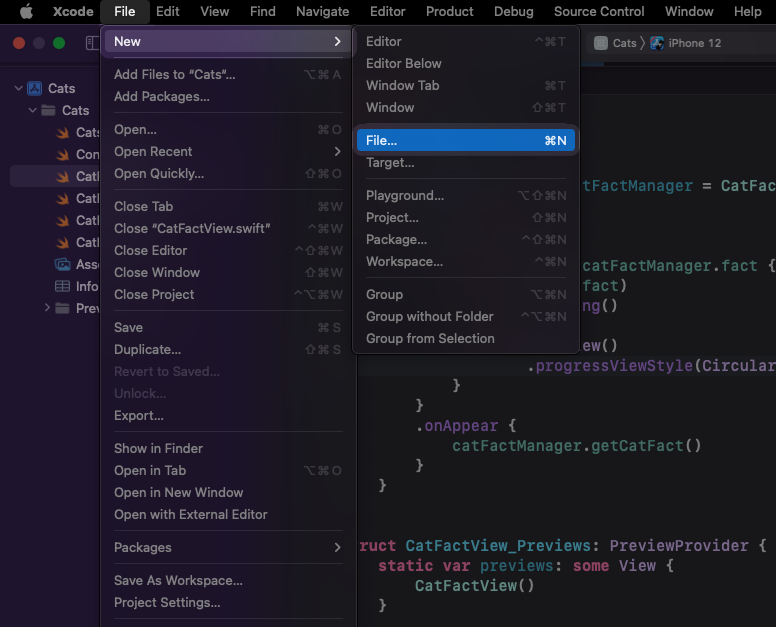 Xcode File Edit View Find Navigate Editor Product Debug Source Control Window Help
New
Add Files to “Cats”... ⌥⌘A
Add Packages...
Open... ⌘O
Open Recent
Open Quickly... ⇧⌘O
Close Tab ⌘W
Close “CatFactView.swift” ^⌘W
Close Editor ^⇧⌘W
Close Window ⇧⌘W
Close Project ^⌥⌘W
Save ⌘S
Duplicate... ⇧⌘S
Revert to Saved...
Unlock...
Export...
Show in Finder
Open in Tab ⌥⌘O
Open in New Window
Open with External Editor
Packages
Save As Workspace...
Project Settings...
Editor ^⌘T
Editor Below
Window Tab ⌘T
Window ⇧⌘T
File... ⌘N
Target...
Playground... ⌥⇧⌘N
Project... ⇧⌘N
Package... ^⇧⌘N
Workspace... ^⌘N
Group ⌥⌘N
Group without Folder ^⌥⌘N
Group from Selection
Cats
Cats
Cats
Con
Cat
Cat
Cat
Cat
Ass
Info
Prev
Cats 〉 iPhone 12
tFactManager = CatFac
catFactManager.fact {
fact)
ng()
ew()
.progressViewStyle(Circular
}
}
.onAppear {
catFactManager.getCatFact()
}
}
ruct CatFactView_Previews: PreviewProvider {
static var previews: some View {
CatFactView()
}